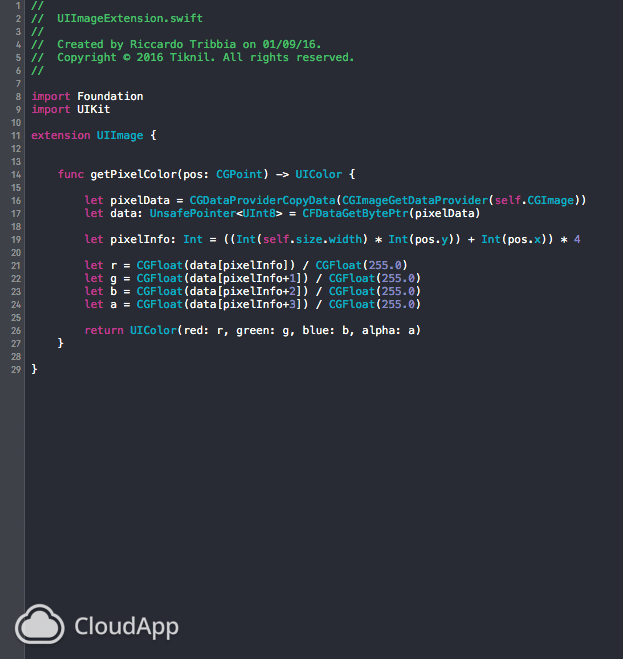 1 //
2 // UIImageExtension.swift
3 //
4 // Created by Riccardo Tribbia on 01/09/16.
5 // Copyright © 2016 Tiknil. All rights reserved.
6 //
7
8 import Foundation
9 import UIKit
10
11 extension UIImage {
12
13
14 func getPixelColor(pos: CGPoint) -> UIColor {
15
16 let pixelData = CGDataProviderCopyData(CGImageGetDataProvider(self.CGImage))
17 let data: UnsafePointer<UInt8> = CFDataGetBytePtr(pixelData)
18
19 let pixelInfo: Int = ((Int(self.size.width) * Int(pos.y)) + Int(pos.x)) * 4
20
21 let r = CGFloat(data[pixelInfo]) / CGFloat(255.0)
22 let g = CGFloat(data[pixelInfo+1]) / CGFloat(255.0)
23 let b = CGFloat(data[pixelInfo+2]) / CGFloat(255.0)
24 let a = CGFloat(data[pixelInfo+3]) / CGFloat(255.0)
25
26 return UIColor(red: r, green: g, blue: b, alpha: a)
27 }
28
29 }
CloudApp